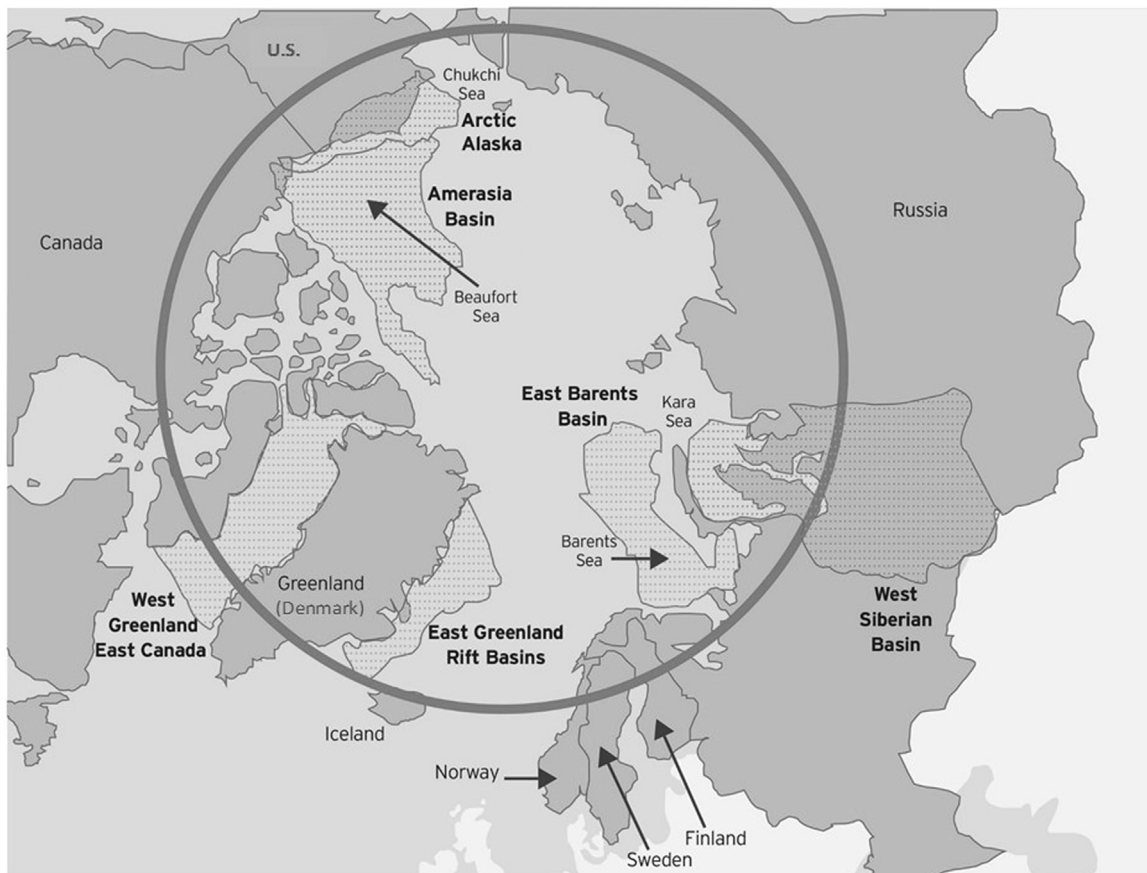 U.S.
Chukchi
Sea
Arctic
Alaska
Amerasia
Basin
Russia
Canada
Beaufort
Sea
East Barents
Basin
Kara
Sea
Barents
Sea
Greenland
(Denmark)
West
Greenland
East Canada
East Greenland
Rift Basins
West
Siberian
Basin
Iceland
Norway
Finland
Sweden